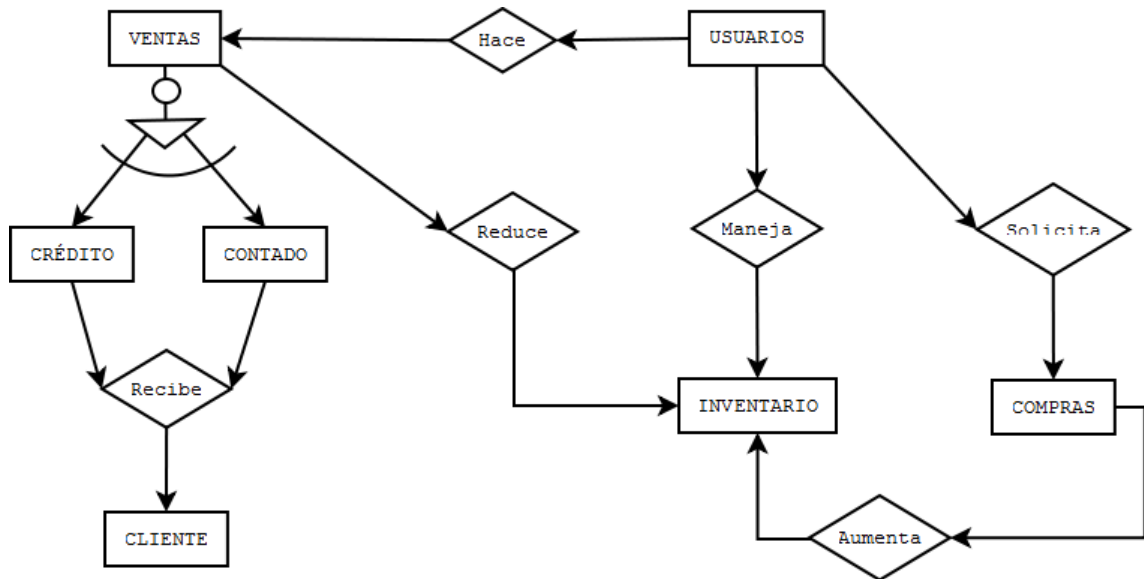 VENTAS
Hace
USUARIOS
Reduce
Maneja
Solicita
CRÉDITO
CONTADO
Recibe
INVENTARIO
COMPRAS
CLIENTE
Aumenta